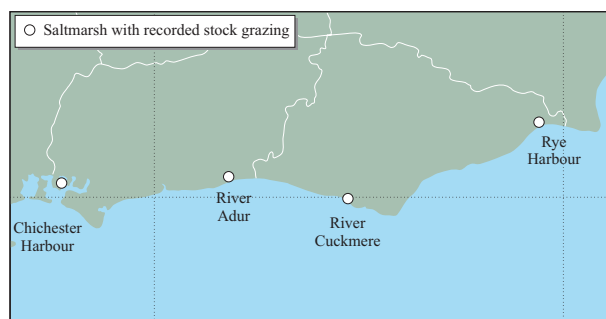 Saltmarsh with recorded stock grazing
Rye
Harbour
River
Adur
River
Cuckmere
Chichester
Harbour